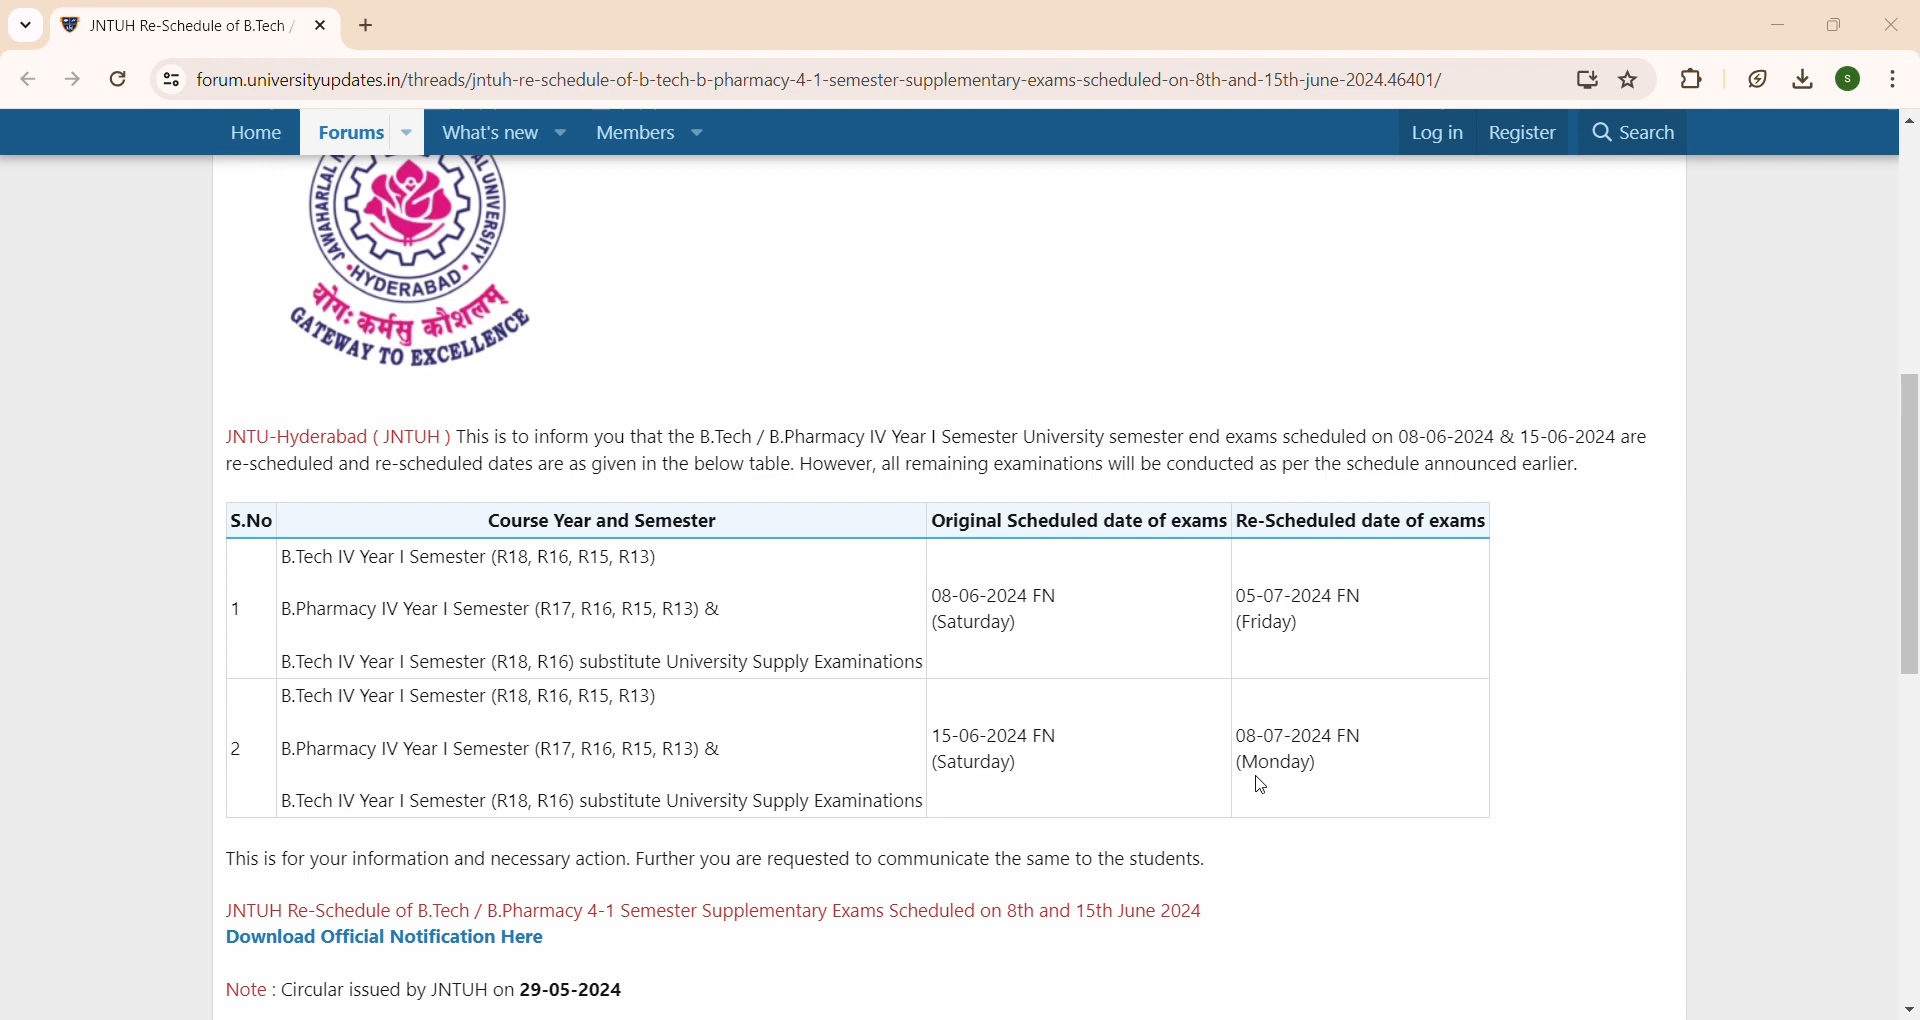 JNTUH Re-Schedule of B.Tech /
forum.universityupdates.in/threads/jntuh-re-schedule-of-b-tech-b-pharmacy-4-1-semester-supplementary-exams-scheduled-on-8th-and-15th-june-2024.46401/
S
Home Forums What's new Members Log in Register Search
JAWAHARLAL UNIVERSITY
HYDERABAD
योगः कर्मसु कौशलम्
GATEWAY TO EXCELLENCE
JNTU-Hyderabad ( JNTUH ) This is to inform you that the B.Tech / B.Pharmacy IV Year I Semester University semester end exams scheduled on 08-06-2024 & 15-06-2024 are
re-scheduled and re-scheduled dates are as given in the below table. However, all remaining examinations will be conducted as per the schedule announced earlier.
S.No Course Year and Semester Original Scheduled date of exams Re-Scheduled date of exams
1
B.Tech IV Year I Semester (R18, R16, R15, R13)
B.Pharmacy IV Year I Semester (R17, R16, R15, R13) &
B.Tech IV Year I Semester (R18, R16) substitute University Supply Examinations
08-06-2024 FN
(Saturday)
05-07-2024 FN
(Friday)
2
B.Tech IV Year I Semester (R18, R16, R15, R13)
B.Pharmacy IV Year I Semester (R17, R16, R15, R13) &
B.Tech IV Year I Semester (R18, R16) substitute University Supply Examinations
15-06-2024 FN
(Saturday)
08-07-2024 FN
(Monday)
This is for your information and necessary action. Further you are requested to communicate the same to the students.
JNTUH Re-Schedule of B.Tech / B.Pharmacy 4-1 Semester Supplementary Exams Scheduled on 8th and 15th June 2024
Download Official Notification Here
Note : Circular issued by JNTUH on 29-05-2024